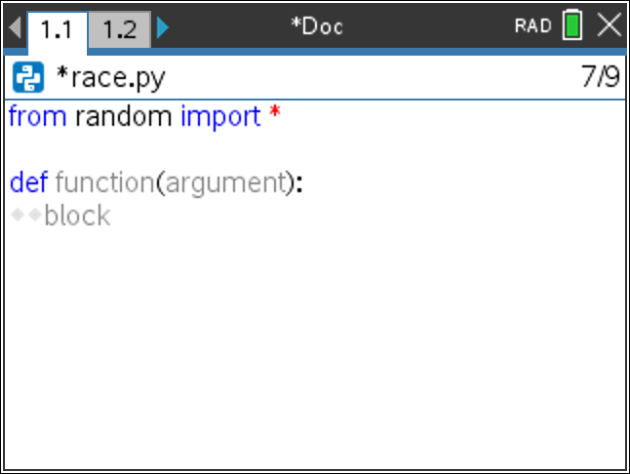 1.1 1.2 *Doc RAD
*race.py 7/9
from random import *
def function(argument):
◆◆block